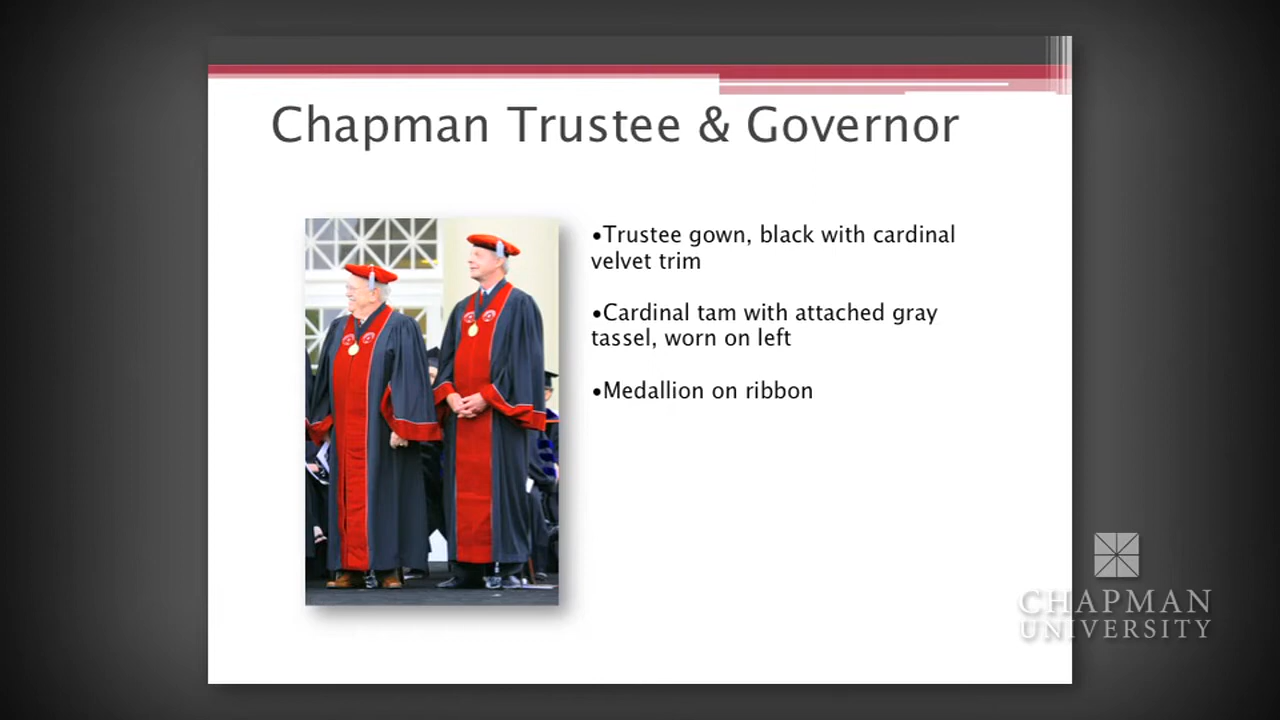 Chapman Trustee & Governor
•Trustee gown, black with cardinal
velvet trim
•Cardinal tam with attached gray
tassel, worn on left
•Medallion on ribbon
CHAPMAN
UNIVERSITY